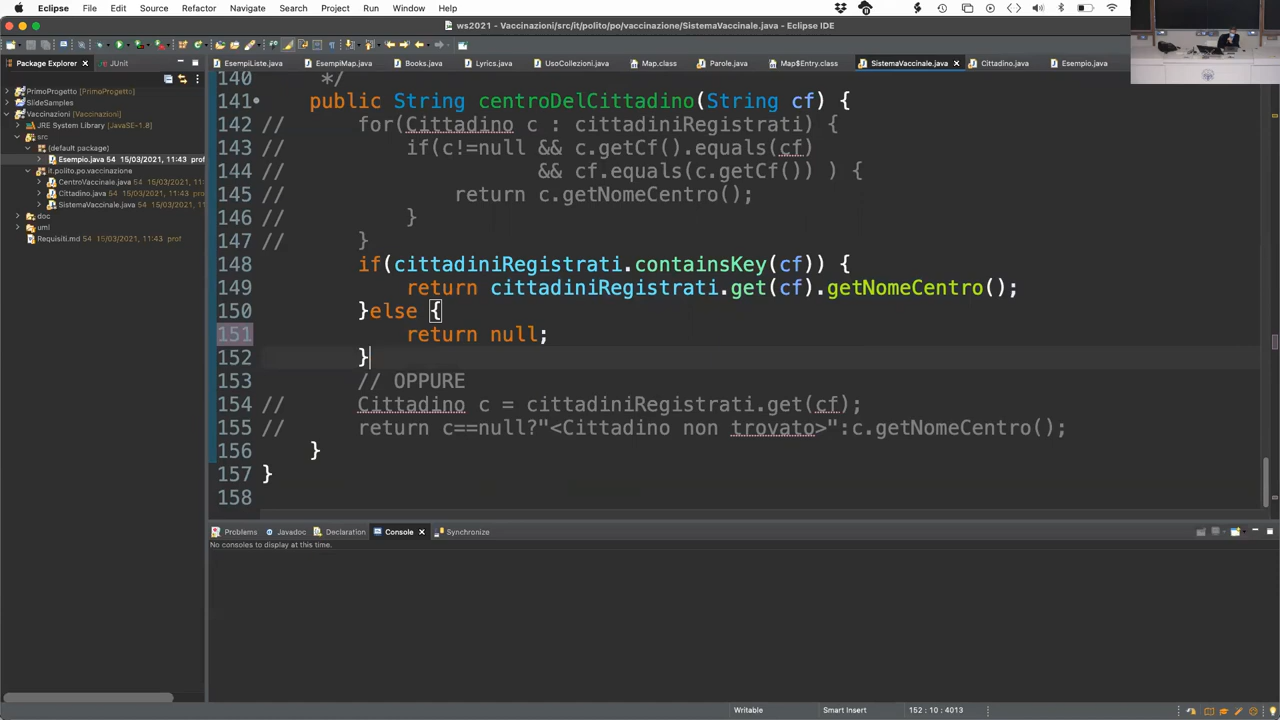 Eclipse File Edit Source Refactor Navigate Search Project Run Window Help
ws2021 - Vaccinazioni/src/it/polito/po/vaccinazione/SistemaVaccinale.java - Eclipse IDE
Package Explorer JUnit
EsempiListe.java EsempiMap.java Books.java Lyrics.java UsoCollezioni.java Map.class Parole.java Map$Entry.class SistemaVaccinale.java Cittadino.java Esempio.java
PrimoProgetto [PrimoProgetto]
SlideSamples
Vaccinazioni [Vaccinazioni]
JRE System Library [JavaSE-1.8]
src
(default package)
Esempio.java 54 15/03/2021, 11:43 prof
it.polito.po.vaccinazione
CentroVaccinale.java 54 15/03/2021, 11:43
Cittadino.java 54 15/03/2021, 11:43 prof
SistemaVaccinale.java 54 15/03/2021,
doc
uml
Requisiti.md 54 15/03/2021, 11:43 prof
140 */
141 public String centroDelCittadino(String cf) {
142 // for(Cittadino c : cittadiniRegistrati) {
143 // if(c!=null && c.getCf().equals(cf)
144 // && cf.equals(c.getCf()) ) {
145 // return c.getNomeCentro();
146 // }
147 // }
148 if(cittadiniRegistrati.containsKey(cf)) {
149 return cittadiniRegistrati.get(cf).getNomeCentro();
150 }else {
151 return null;
152 }
153 // OPPURE
154 // Cittadino c = cittadiniRegistrati.get(cf);
155 // return c==null?"<Cittadino non trovato>":c.getNomeCentro();
156 }
157 }
158
Problems Javadoc Declaration Console Synchronize
No consoles to display at this time.
Writable Smart Insert 152 : 10 : 4013